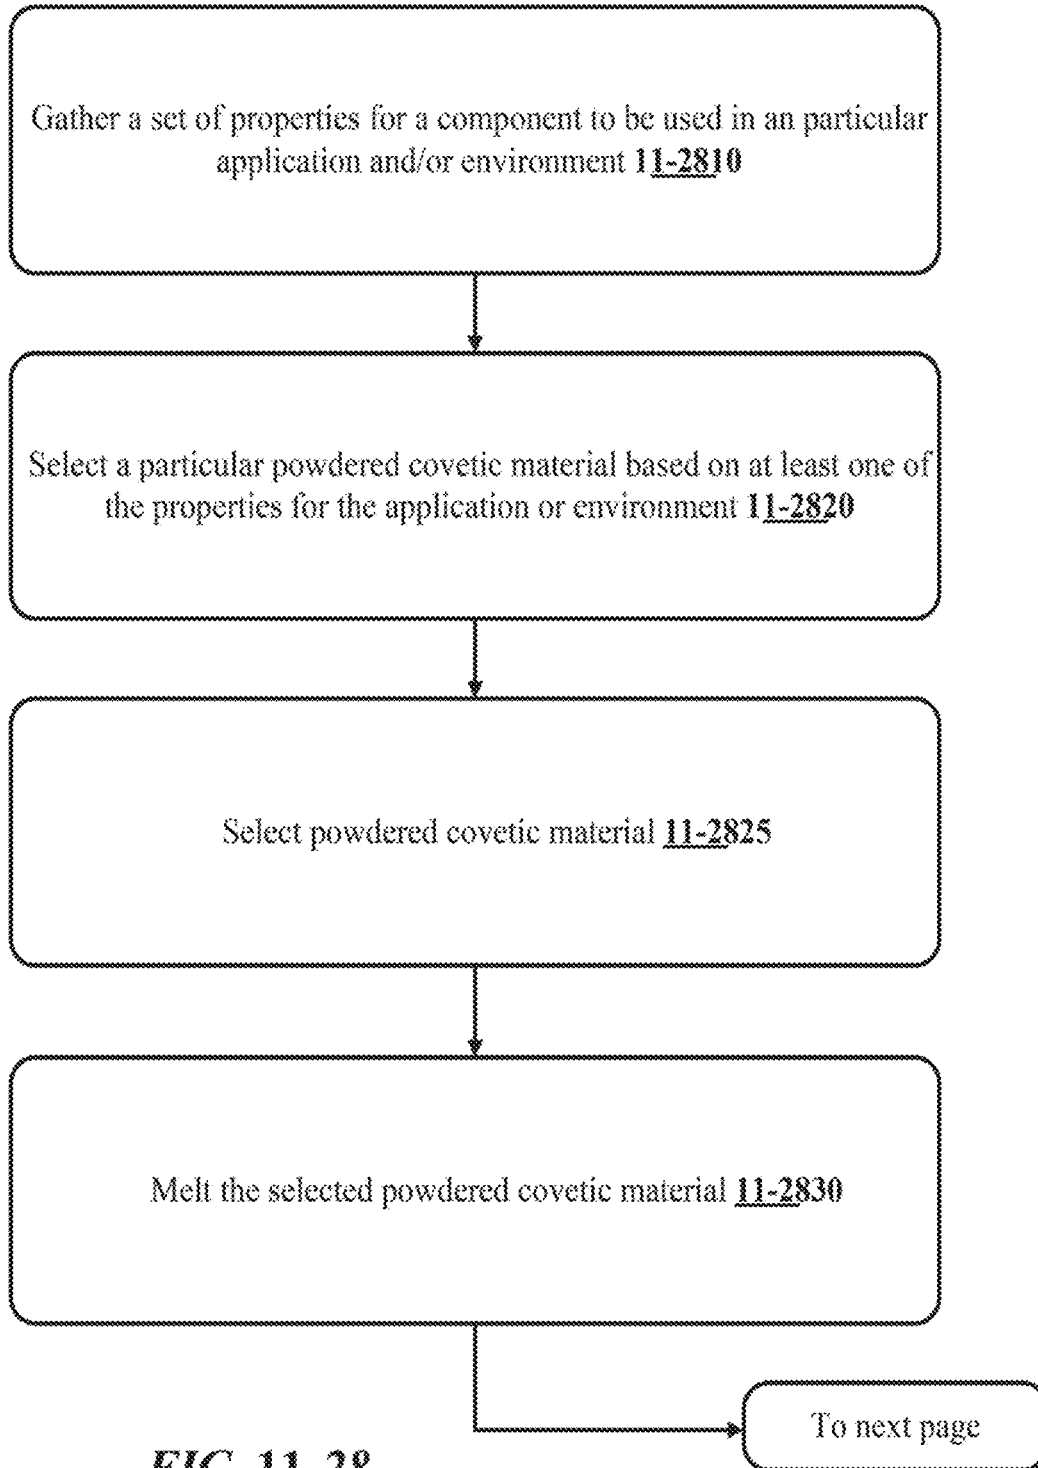 Gather a set of properties for a component to be used in an particular
application and/or environment 11-2810
Select a particular powdered covetic material based on at least one of
the properties for the application or environment 11-2820
Select powdered covetic material 11-2825
Melt the selected powdered covetic material 11-2830
To next page
FIG. 11-28